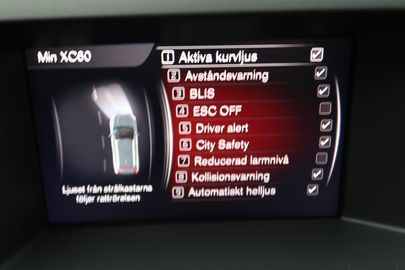 Min XC60
1 Aktiva kurvljus
2 Avståndsvarning
3 BLIS
4 ESC OFF
5 Driver alert
6 City Safety
7 Reducerad larmnivå
8 Kollisionsvarning
9 Automatiskt helljus
Ljuset från strålkastarna
följer rattrörelsen